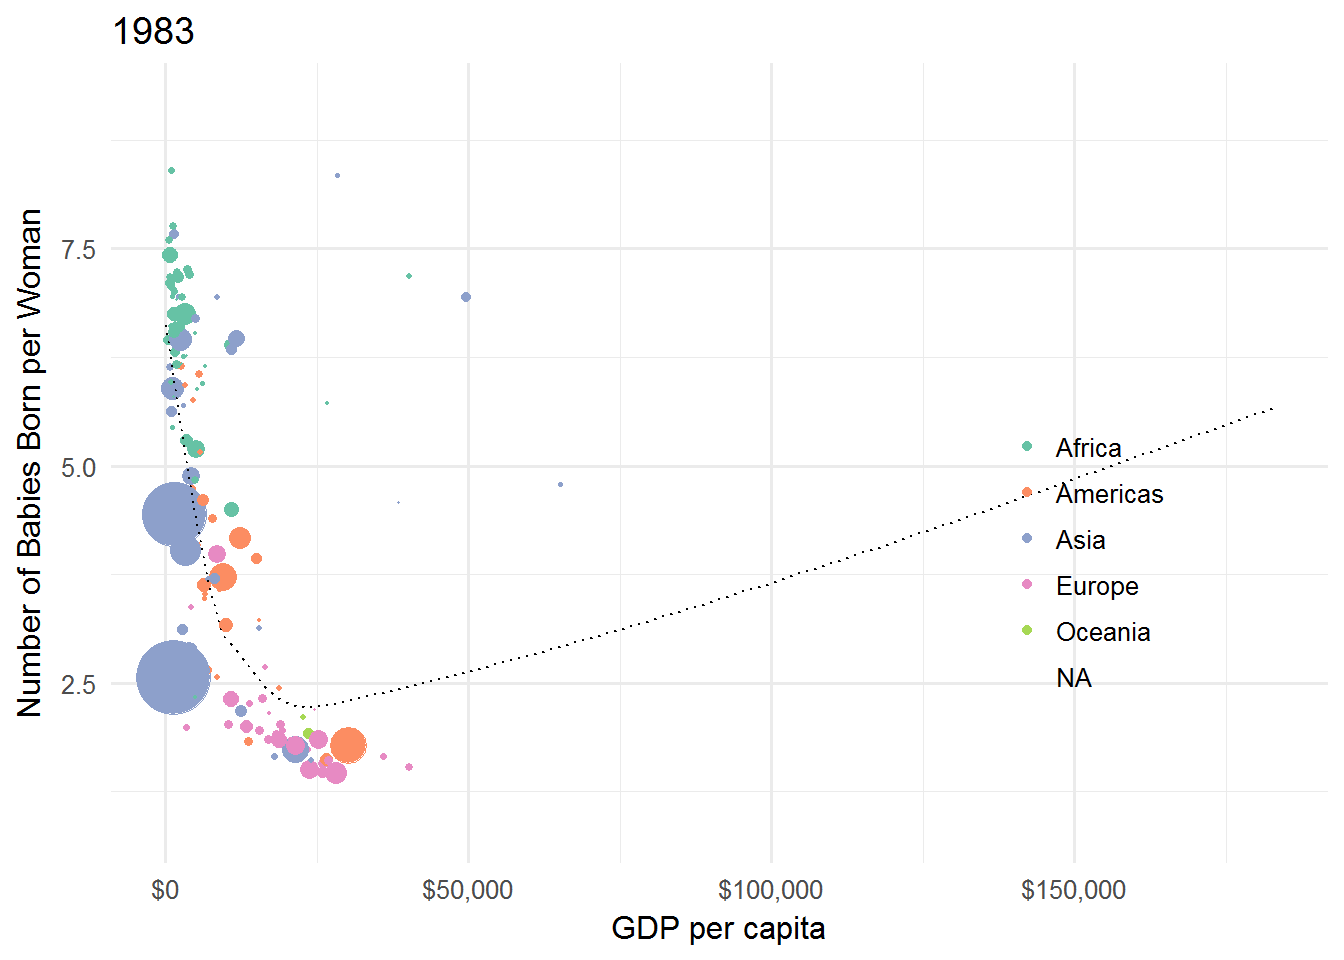 1983
Number of Babies Born per Woman
7.5
5.0
2.5
$0
$50,000
$100,000
$150,000
GDP per capita
Africa
Americas
Asia
Europe
Oceania
NA